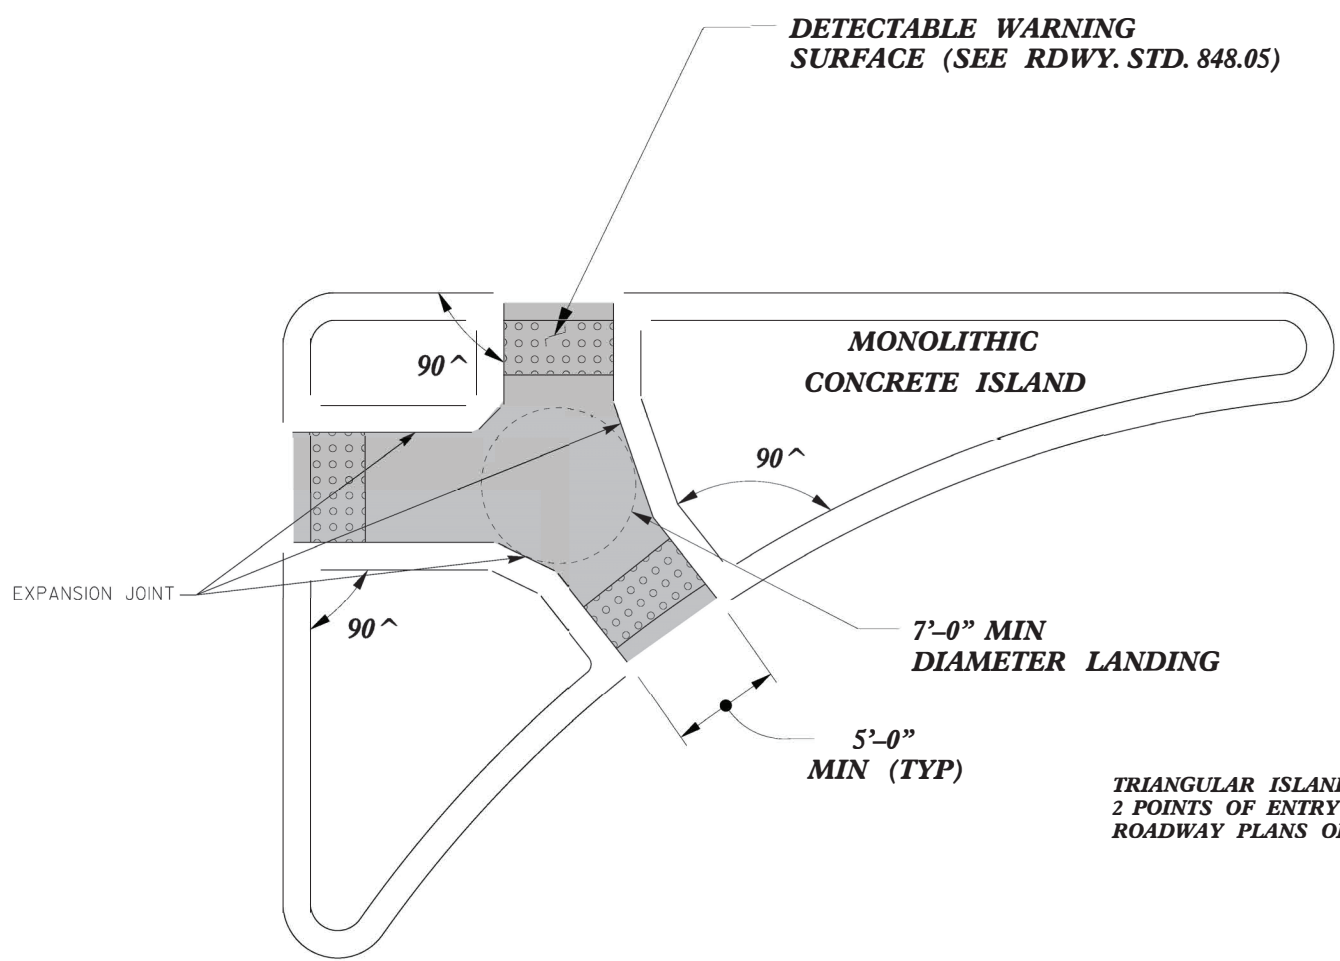 DETECTABLE WARNING
SURFACE (SEE RDWY. STD. 848.05)
MONOLITHIC
CONCRETE ISLAND
90^
90^
EXPANSION JOINT
90^
7'–0” MIN
DIAMETER LANDING
5'–0”
MIN (TYP)
TRIANGULAR ISLAND
2 POINTS OF ENTRY
ROADWAY PLANS